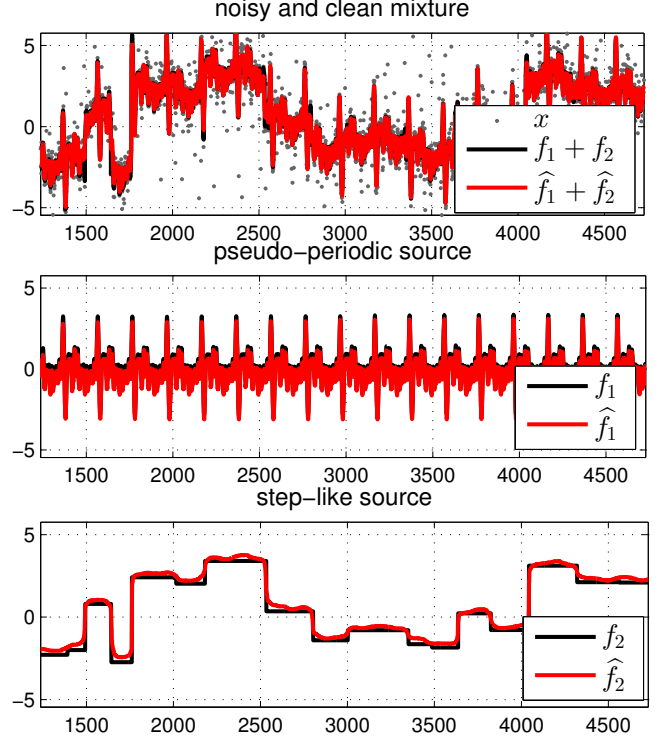 noisy and clean mixture
5
0
−5
x
f₁ + f₂
f̂₁ + f̂₂
1500 2000 2500 3000 3500 4000 4500
pseudo−periodic source
5
0
−5
f₁
f̂₁
1500 2000 2500 3000 3500 4000 4500
step−like source
5
0
−5
f₂
f̂₂
1500 2000 2500 3000 3500 4000 4500